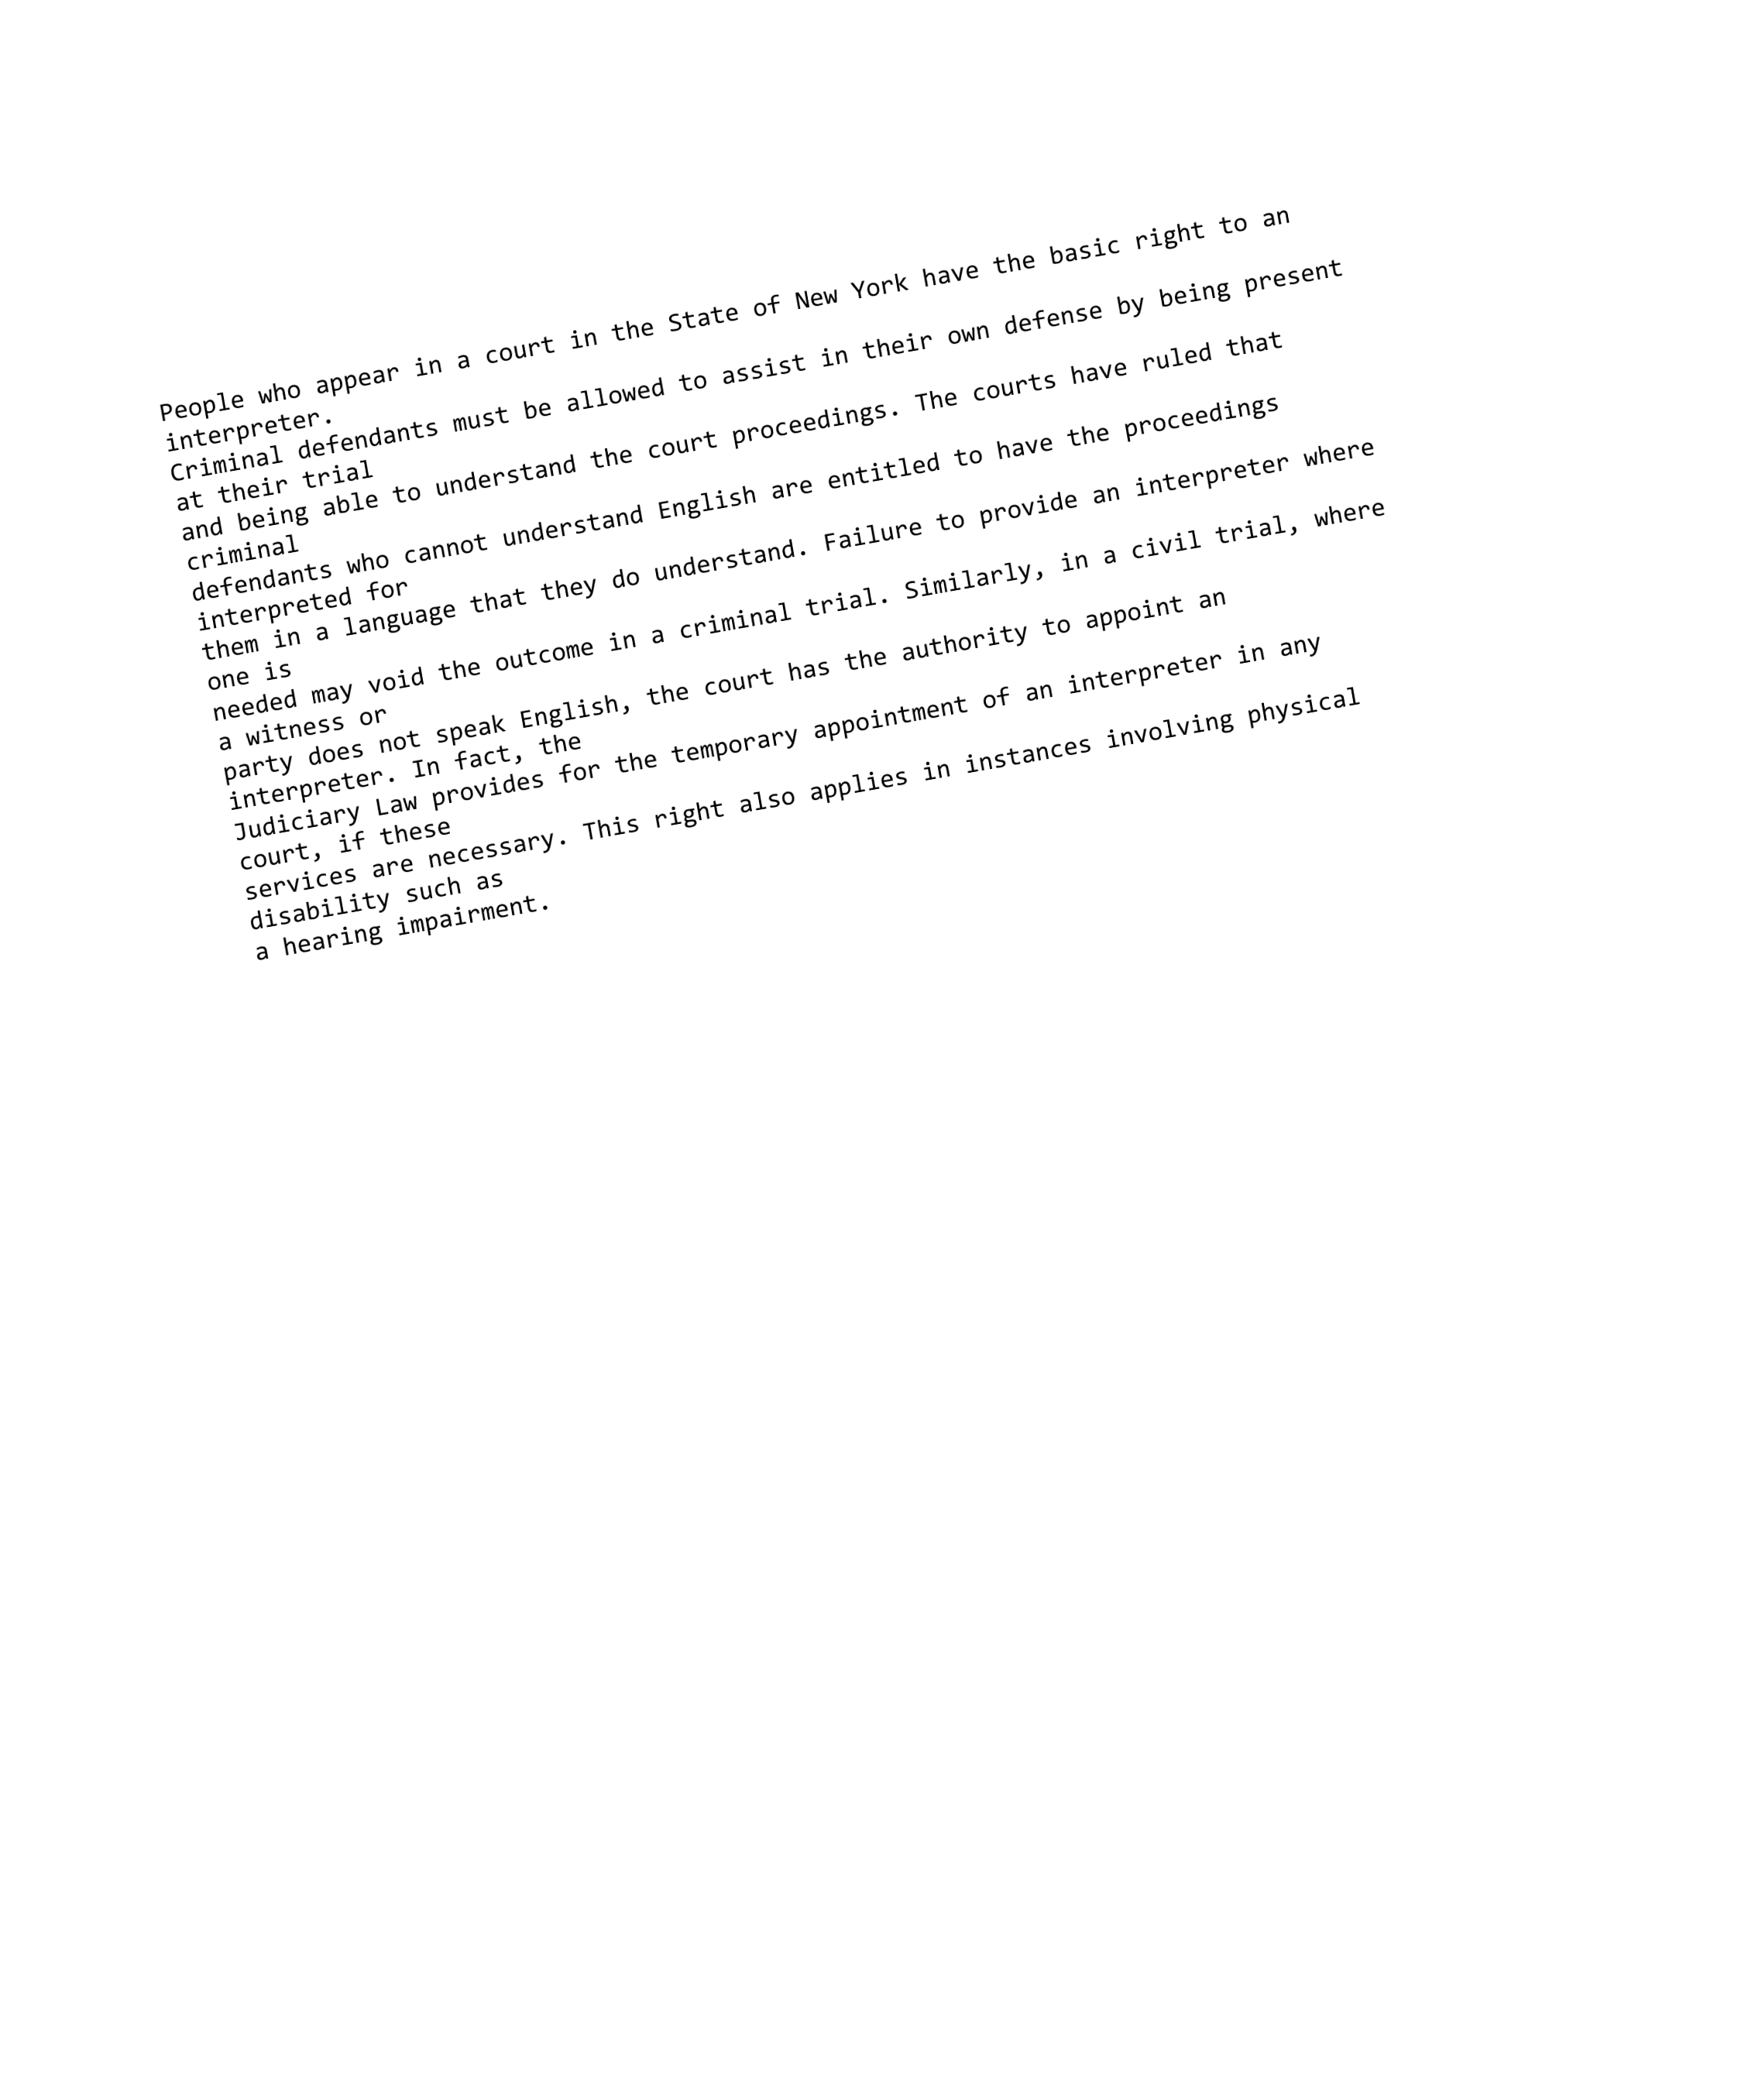 People who appear in a court in the State of New York have the basic right to an
interpreter.
Criminal defendants must be allowed to assist in their own defense by being present
at their trial
and being able to understand the court proceedings. The courts have ruled that
criminal
defendants who cannot understand English are entitled to have the proceedings
interpreted for
them in a language that they do understand. Failure to provide an interpreter where
one is
needed may void the outcome in a criminal trial. Similarly, in a civil trial, where
a witness or
party does not speak English, the court has the authority to appoint an
interpreter. In fact, the
Judiciary Law provides for the temporary appointment of an interpreter in any
court, if these
services are necessary. This right also applies in instances involving physical
disability such as
a hearing impairment.